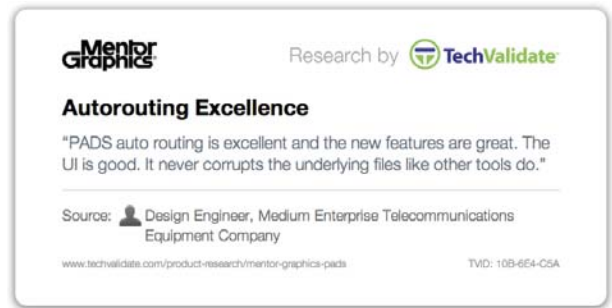 Mentor
Graphics
Research by TechValidate
Autorouting Excellence
“PADS auto routing is excellent and the new features are great. The
UI is good. It never corrupts the underlying files like other tools do.”
Source: Design Engineer, Medium Enterprise Telecommunications
Equipment Company
www.techvalidate.com/product-research/mentor-graphics-pads TVID: 10B-6E4-C5A